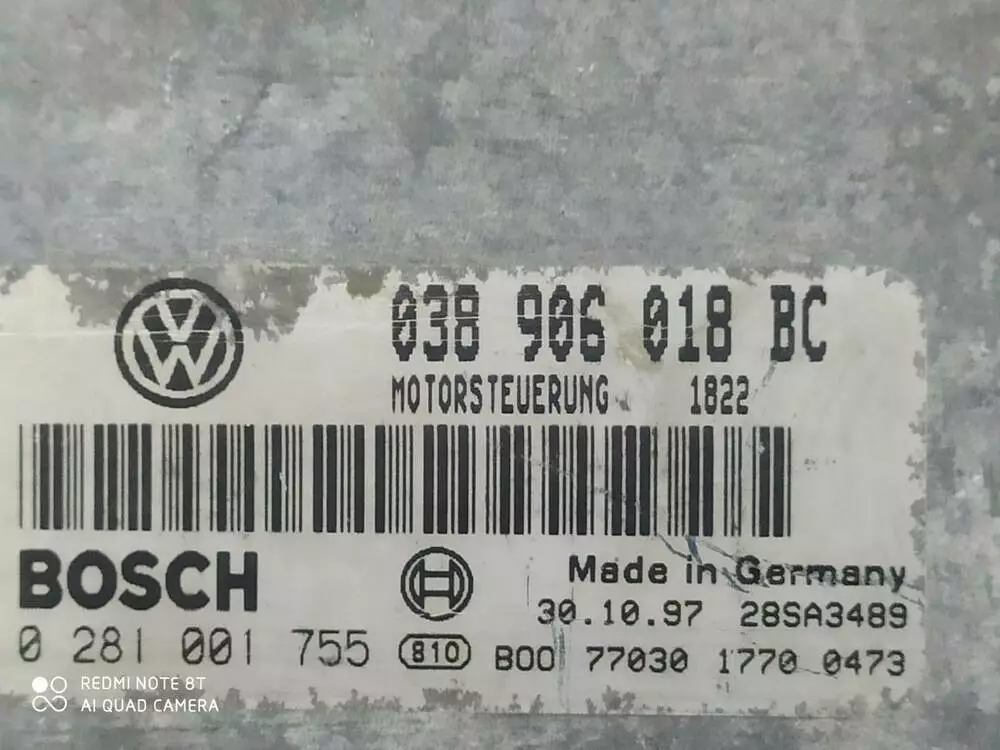 038 906 018 BC
MOTORSTEUERUNG 1822
BOSCH
Made in Germany
30.10.97 28SA3489
0 281 001 755 810 B00 77030 1770 0473
REDMI NOTE 8T
AI QUAD CAMERA